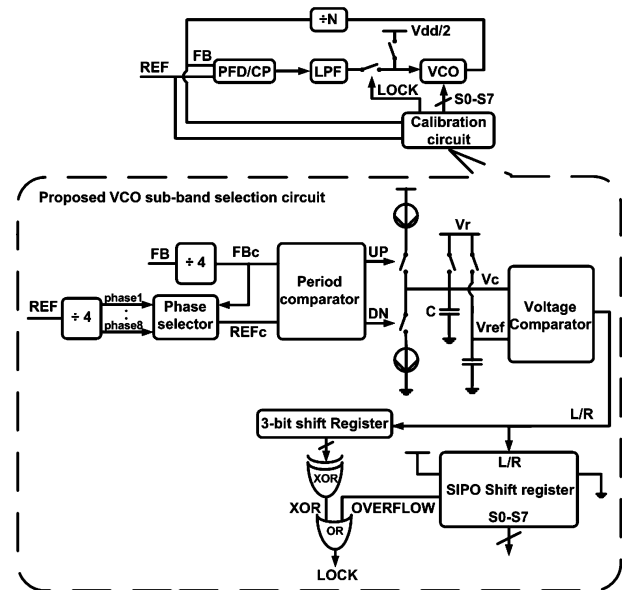 ÷N
Vdd/2
FB
REF
PFD/CP
LPF
VCO
LOCK
S0-S7
Calibration
circuit
Proposed VCO sub-band selection circuit
FB
÷ 4
FBc
Period
comparator
UP
DN
REF
÷ 4
phase1
:
phase8
Phase
selector
REFc
Vr
Vc
C
Vref
Voltage
Comparator
3-bit shift Register
L/R
L/R
SIPO Shift register
S0-S7
XOR
XOR
OVERFLOW
OR
LOCK